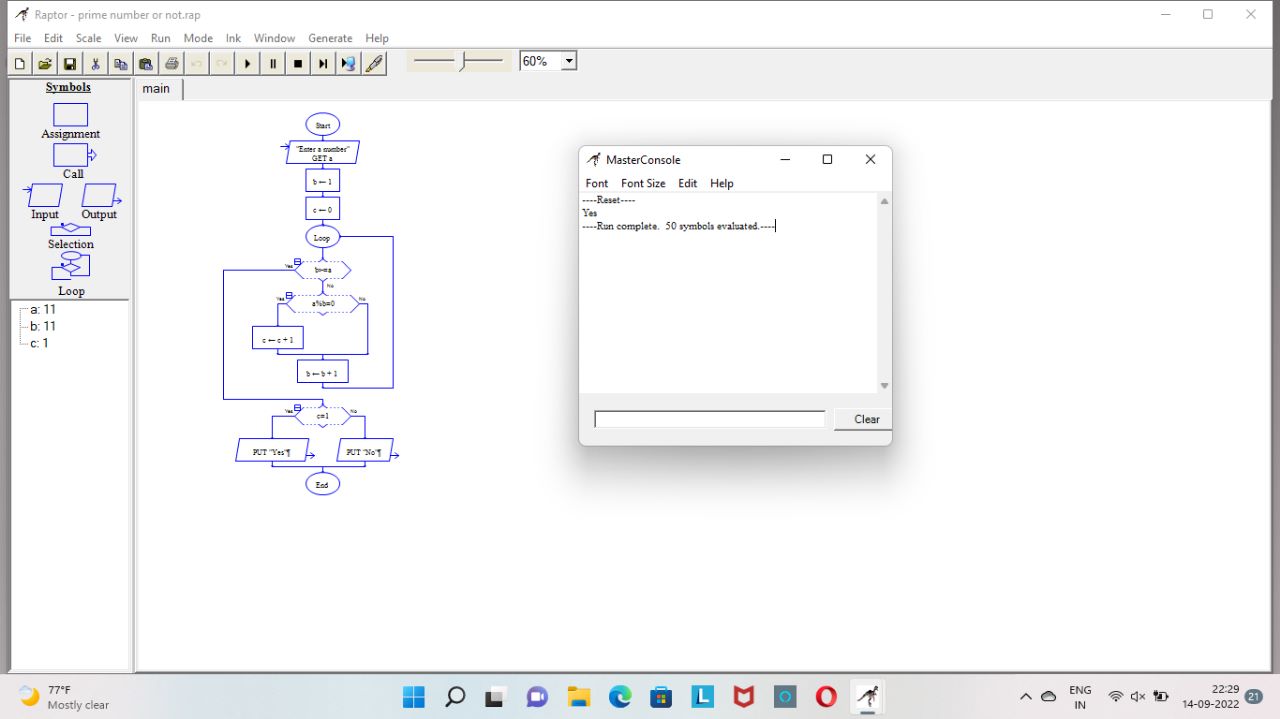 Raptor - prime number or not.rap
File Edit Scale View Run Mode Ink Window Generate Help
60%
Symbols
Assignment
Call
Input Output
Selection
Loop
a: 11
b: 11
c: 1
main
Start
"Enter a number"
GET a
b ← 1
c ← 0
Loop
Yes
No
Yes
a%b=0
No
c ← c + 1
b ← b + 1
Yes
c=1
No
PUT "Yes"¶
PUT "No"¶
End
MasterConsole
Font Font Size Edit Help
----Reset----
Yes
----Run complete.  50 symbols evaluated.----
Clear
77°F
Mostly clear
ENG
IN
22:29
14-09-2022
21